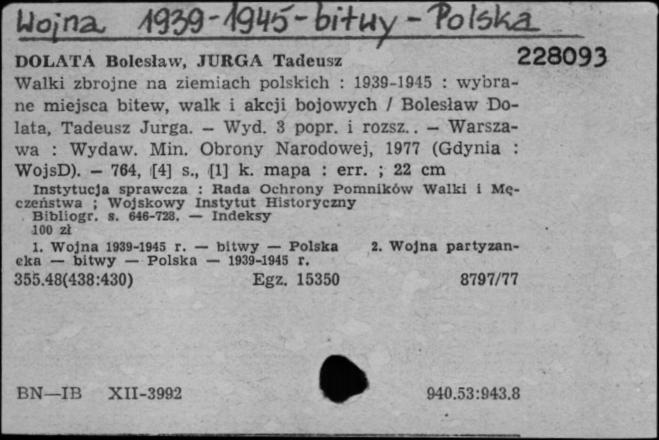 Wojna 1939-1945-bitwy-Polska
DOLATA Bolesław, JURGA Tadeusz 228093
Walki zbrojne na ziemiach polskich : 1939-1945 : wybra-
ne miejsca bitew, walk i akcji bojowych / Bolesław Do-
lata, Tadeusz Jurga. — Wyd. 3 popr. i rozsz.. — Warsza-
wa : Wydaw. Min. Obrony Narodowej, 1977 (Gdynia :
WojsD). — 764, [4] s., [1] k. mapa : err. ; 22 cm
Instytucja sprawcza : Rada Ochrony Pomników Walki i Mę-
czeństwa ; Wojskowy Instytut Historyczny
Bibliogr. s. 646-728. — Indeksy
100 zł
1. Wojna 1939-1945 r. — bitwy — Polska 2. Wojna partyzan-
cka — bitwy — Polska — 1939-1945 r.
355.48(438:430) Egz. 15350 8797/77
BN—IB XII-3992 940.53:943.8